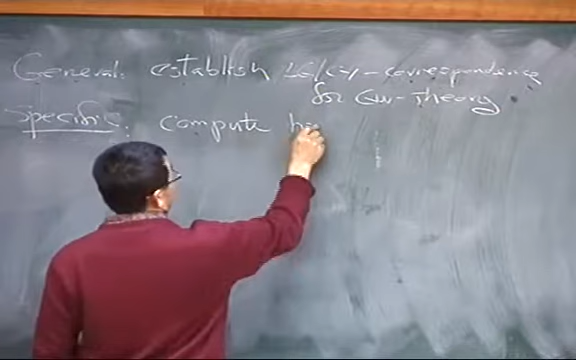 General: establish LG/CY-correspondence
for GW-Theory
Specific: compute